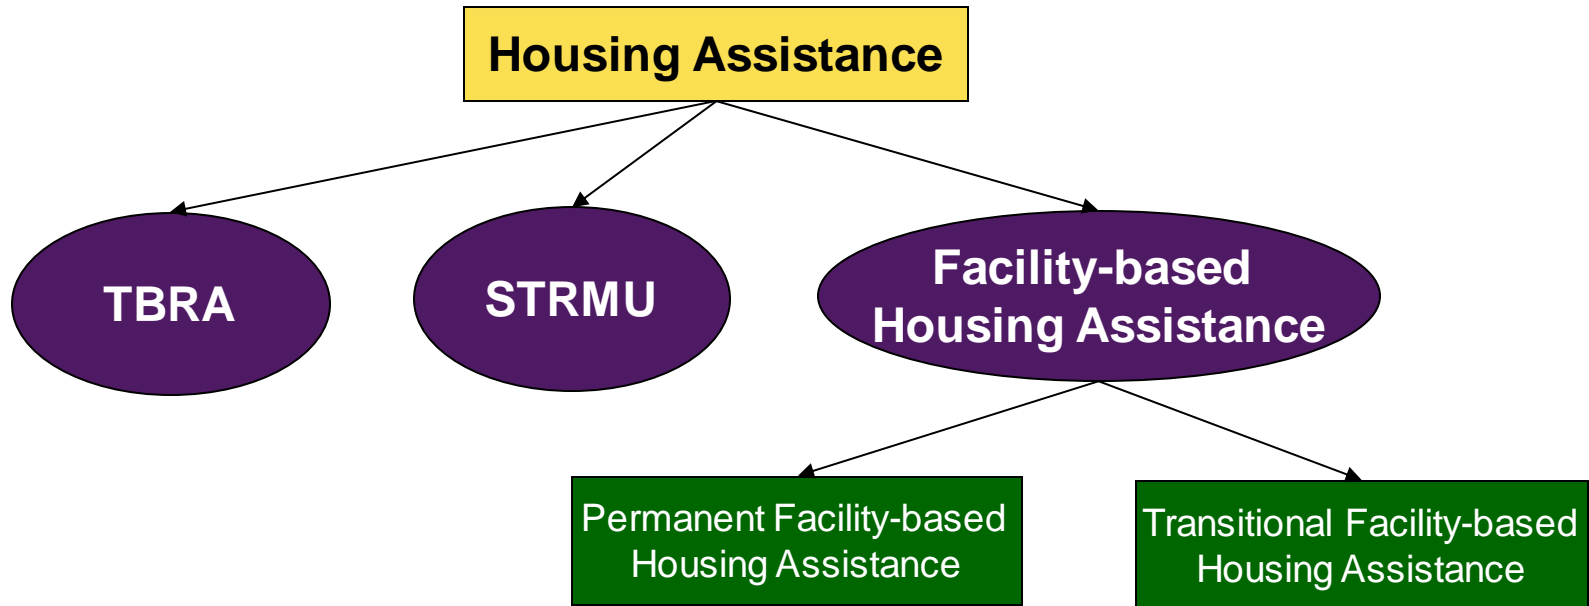 Housing Assistance
TBRA
STRMU
Facility-based
Housing Assistance
Permanent Facility-based
Housing Assistance
Transitional Facility-based
Housing Assistance